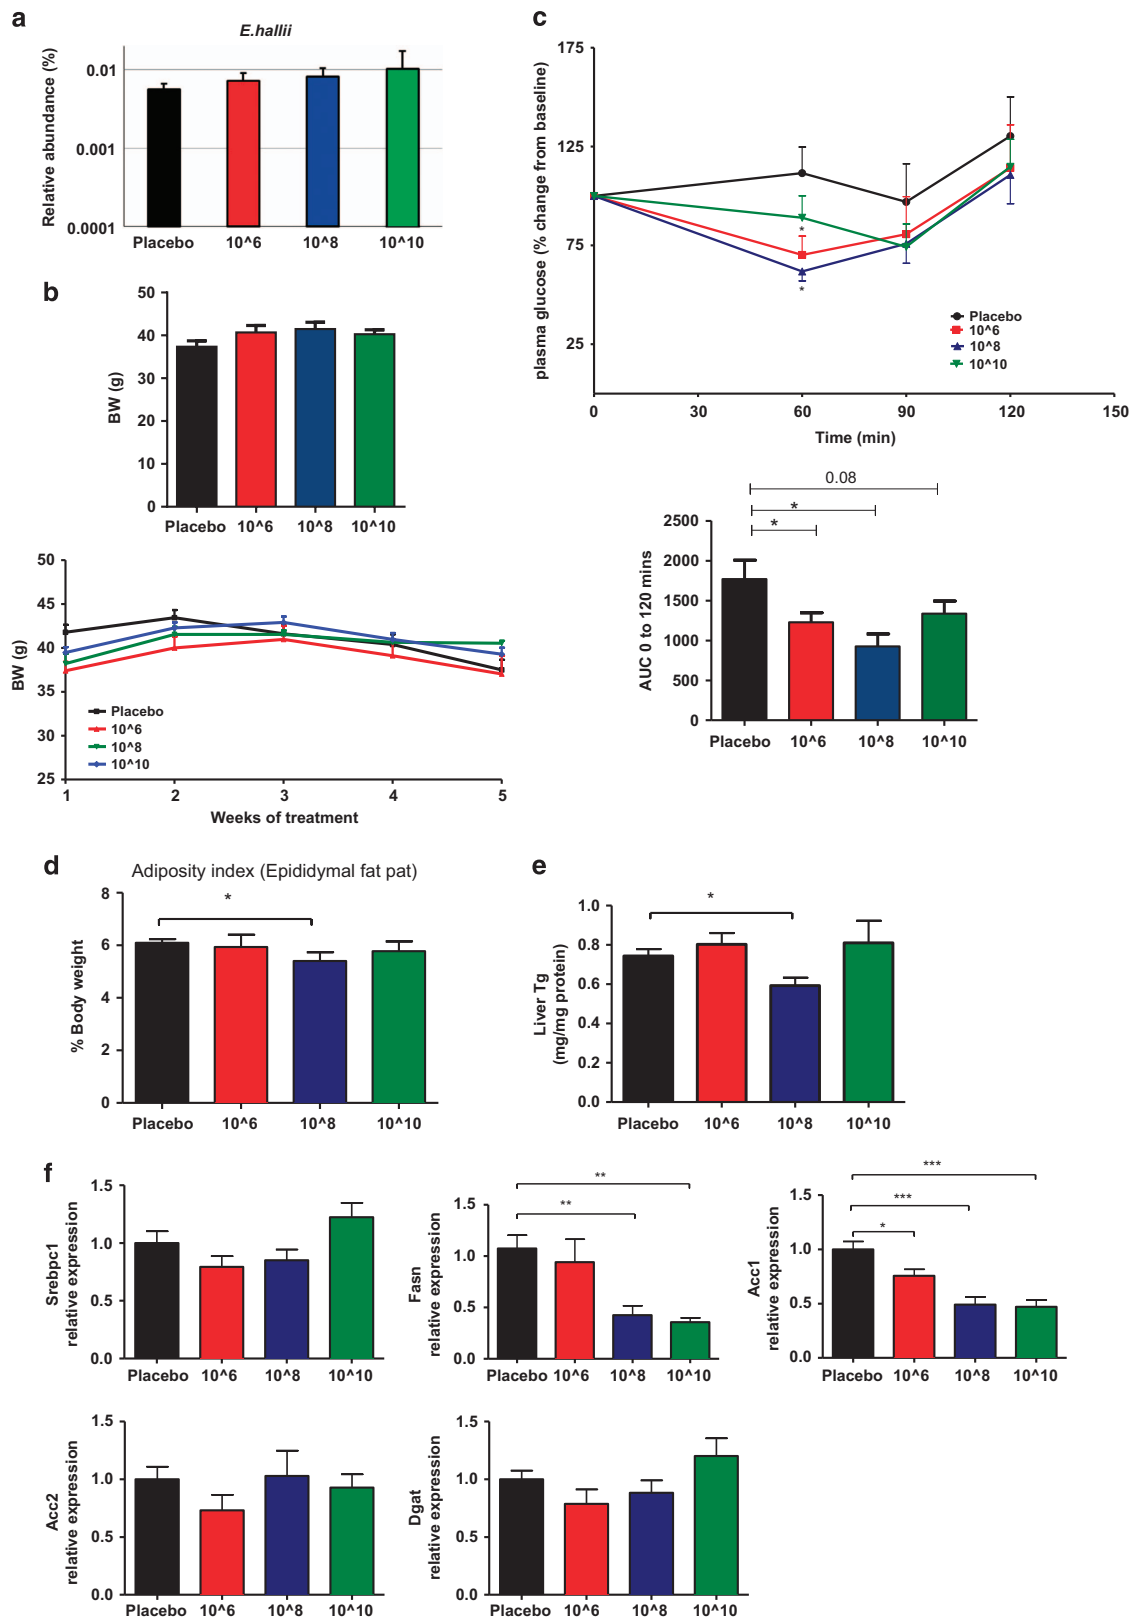 a
E.hallii
Relative abundance (%)
0.01
0.001
0.0001
Placebo 10^6 10^8 10^10
b
BW (g)
50
40
30
20
10
0
Placebo 10^6 10^8 10^10
BW (g)
50
45
40
35
30
25
Placebo
10^6
10^8
10^10
1 2 3 4 5
Weeks of treatment
c
plasma glucose (% change from baseline)
175
125
75
25
*
*
Placebo
10^6
10^8
10^10
0 30 60 90 120 150
Time (min)
0.08
*
*
AUC 0 to 120 mins
2500
2000
1500
1000
500
0
Placebo 10^6 10^8 10^10
d
Adiposity index (Epididymal fat pat)
*
% Body weight
8
6
4
2
0
Placebo 10^6 10^8 10^10
e
*
Liver Tg
(mg/mg protein)
1.0
0.8
0.6
0.4
0.2
0.0
Placebo 10^6 10^8 10^10
f
Srebpc1
relative expression
1.5
1.0
0.5
0.0
Placebo 10^6 10^8 10^10
**
**
Fasn
relative expression
1.5
1.0
0.5
0.0
Placebo 10^6 10^8 10^10
***
***
*
Acc1
relative expression
1.5
1.0
0.5
0.0
Placebo 10^6 10^8 10^10
Acc2
relative expression
1.5
1.0
0.5
0.0
Placebo 10^6 10^8 10^10
Dgat
relative expression
1.5
1.0
0.5
0.0
Placebo 10^6 10^8 10^10